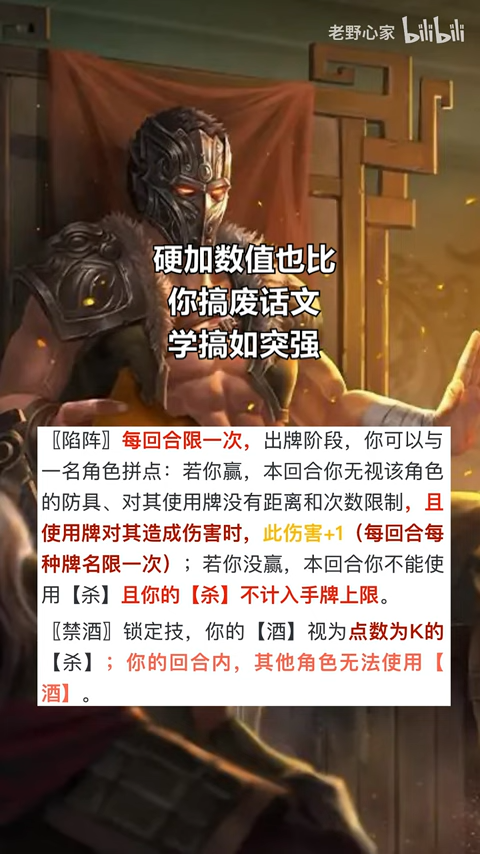 老野心家 bilibili
硬加数值也比
你搞废话文
学搞如突强
〖陷阵〗每回合限一次，出牌阶段，你可以与
一名角色拼点：若你赢，本回合你无视该角色
的防具、对其使用牌没有距离和次数限制，且
使用牌对其造成伤害时，此伤害+1（每回合每
种牌名限一次）；若你没赢，本回合你不能使
用【杀】且你的【杀】不计入手牌上限。
〖禁酒〗锁定技，你的【酒】视为点数为K的
【杀】；你的回合内，其他角色无法使用【
酒】。